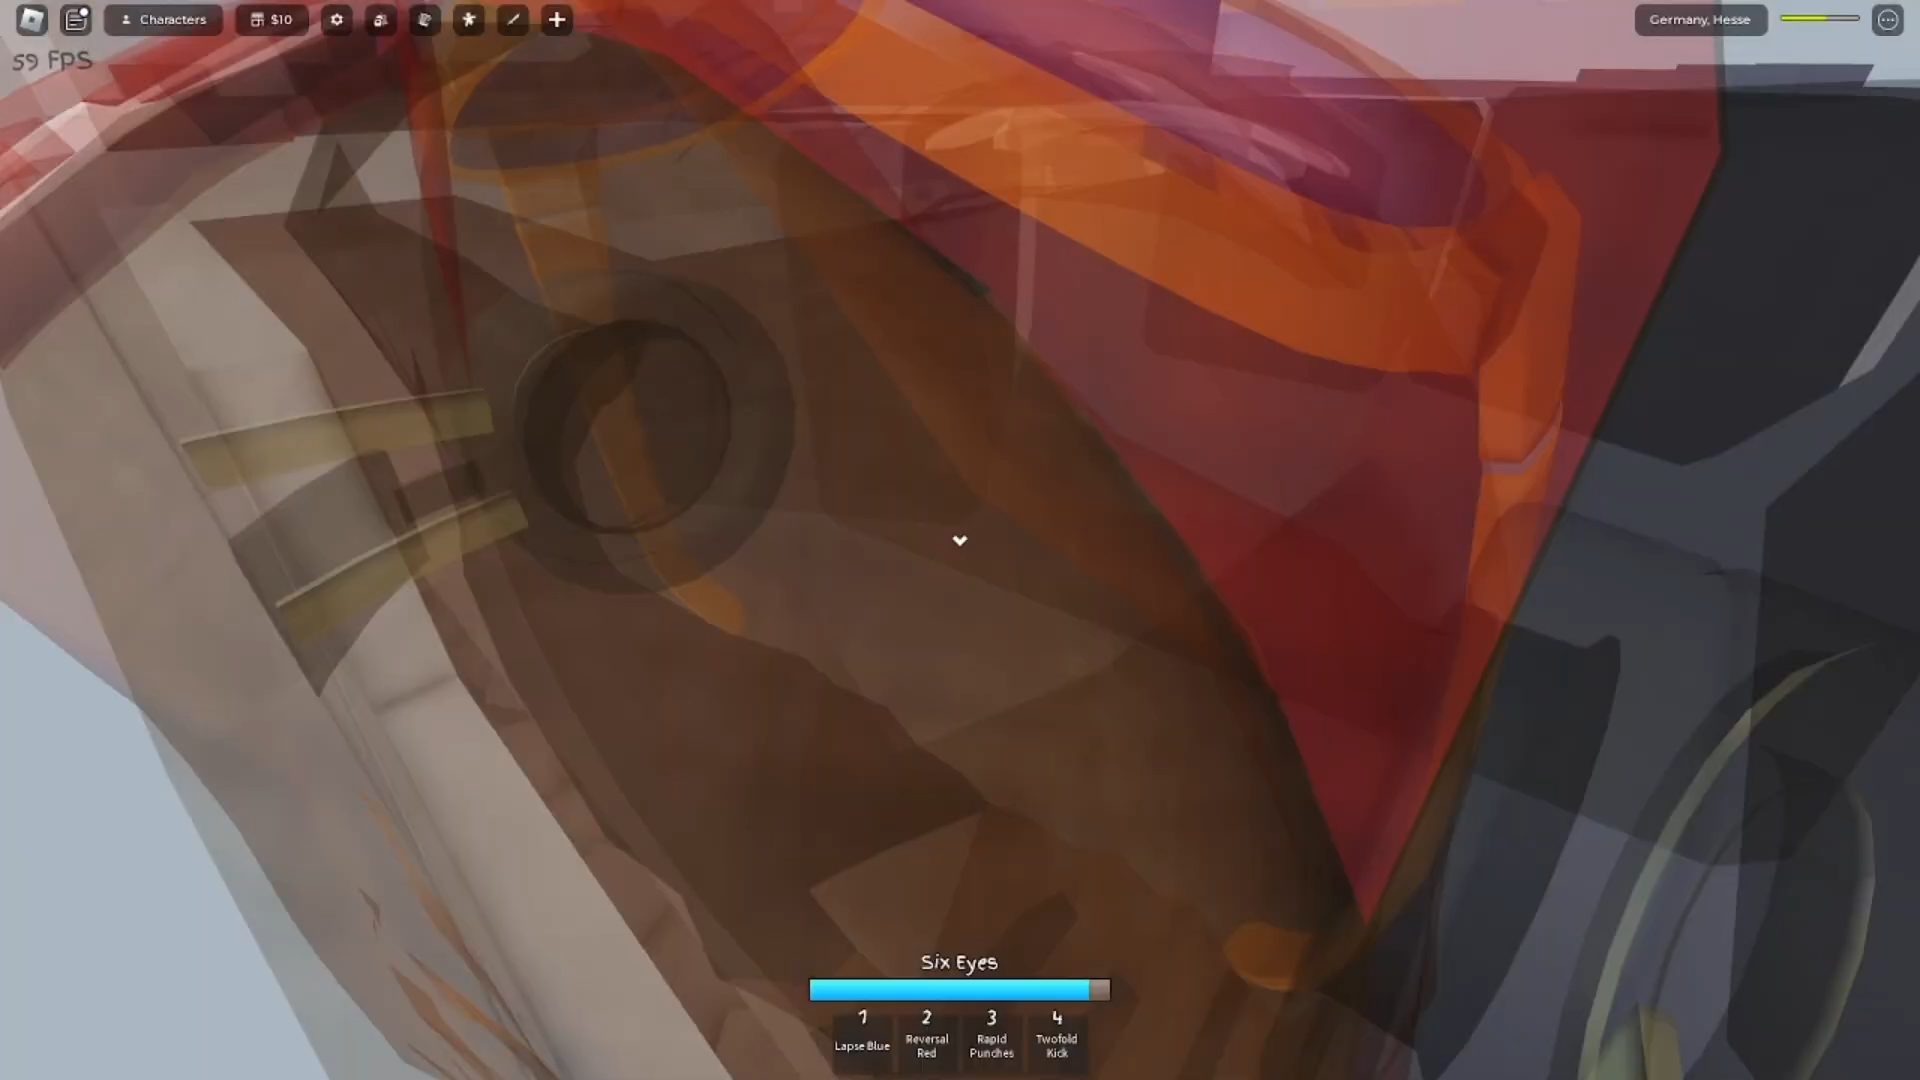 Characters
$10
Germany, Hesse
59 FPS
Six Eyes
1 2 3 4
Lapse Blue
Reversal Red
Rapid Punches
Twofold Kick